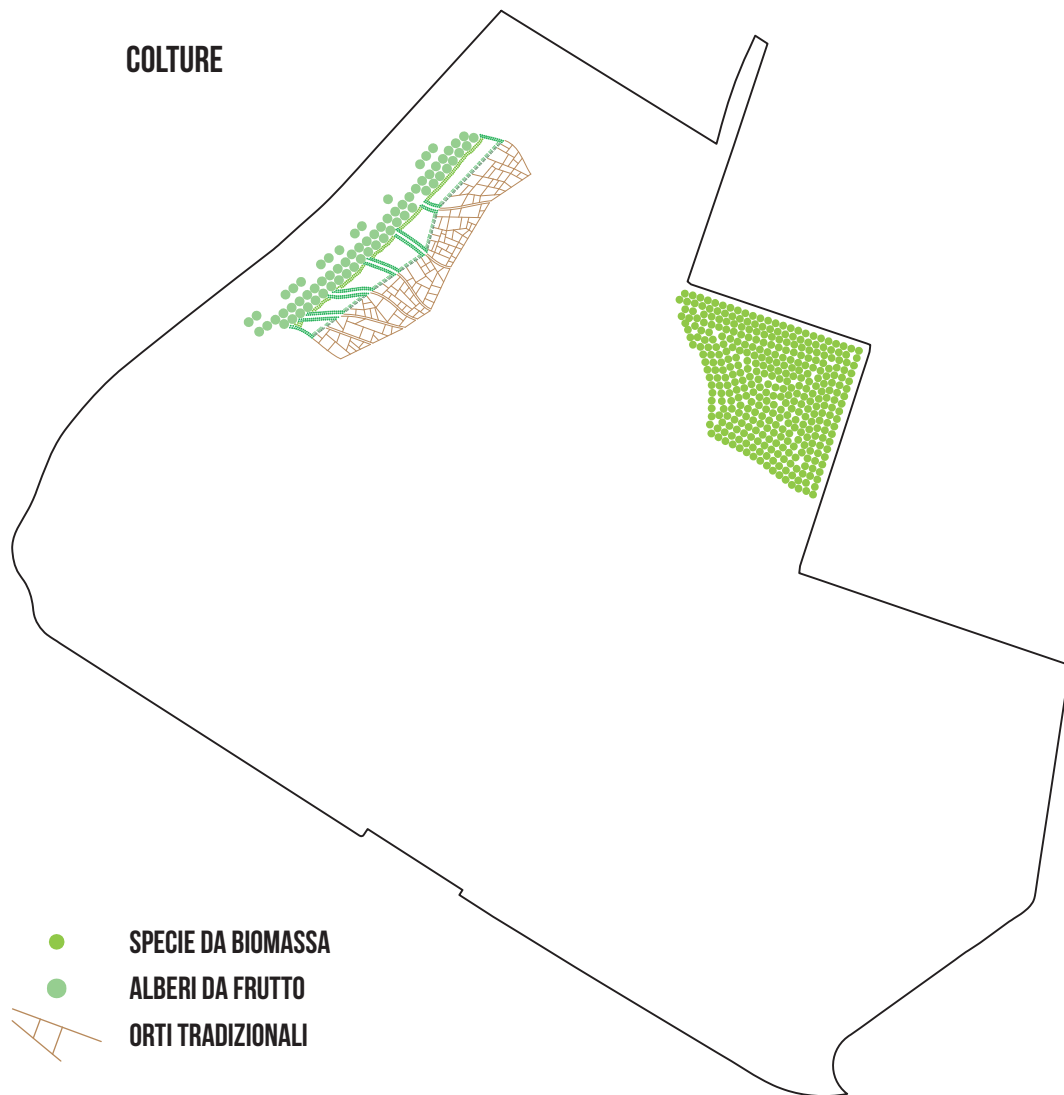 COLTURE
SPECIE DA BIOMASSA
ALBERI DA FRUTTO
ORTI TRADIZIONALI